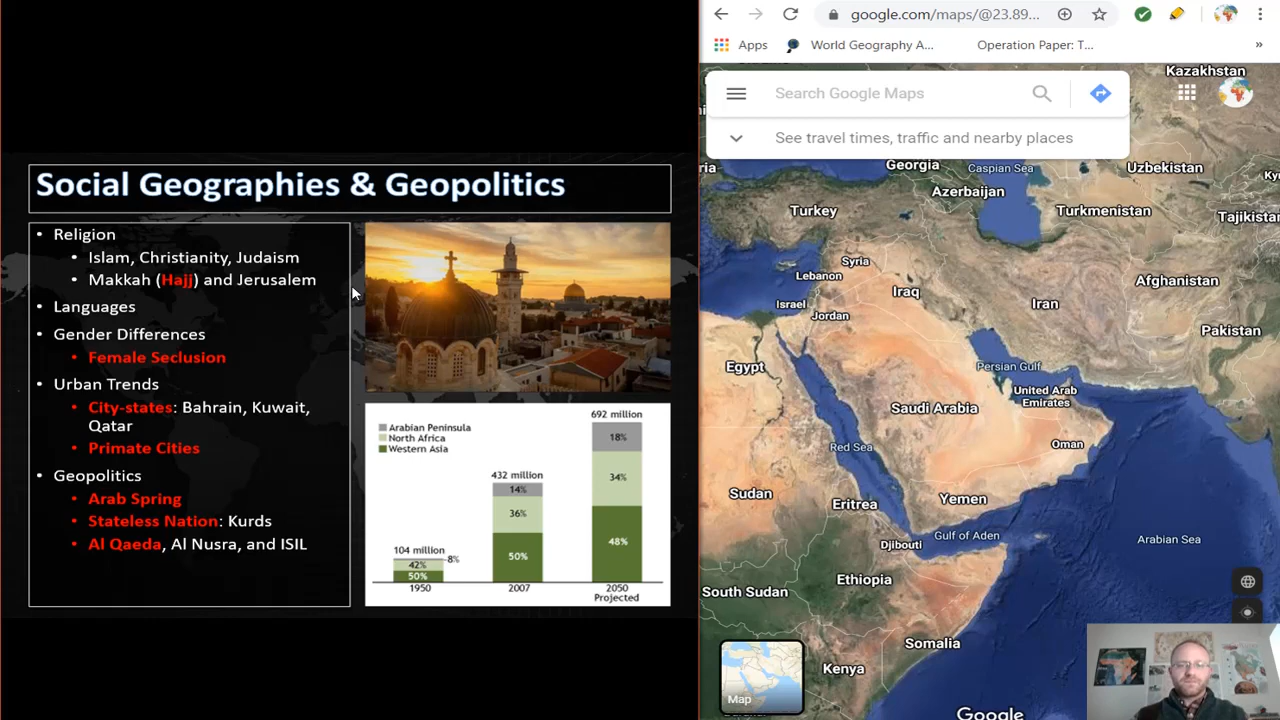 Social Geographies & Geopolitics
• Religion
• Islam, Christianity, Judaism
• Makkah (Hajj) and Jerusalem
• Languages
• Gender Differences
• Female Seclusion
• Urban Trends
• City-states: Bahrain, Kuwait,
Qatar
• Primate Cities
• Geopolitics
• Arab Spring
• Stateless Nation: Kurds
• Al Qaeda, Al Nusra, and ISIL
692 million
Arabian Peninsula
North Africa
Western Asia
18%
432 million
14%
34%
36%
104 million
8%
42%
50%
50%
48%
1950
2007
2050
Projected
google.com/maps/@23.89...
Apps
World Geography A...
Operation Paper: T...
»
Kazakhstan
Search Google Maps
See travel times, traffic and nearby places
ria
Georgia
Caspian Sea
Uzbekistan
Ky
Azerbaijan
Turkey
Turkmenistan
Tajikistan
Syria
Lebanon
Iraq
Afghanistan
Israel
Iran
Jordan
Pakistan
Egypt
Persian Gulf
United Arab
Emirates
Saudi Arabia
Red Sea
Oman
Sudan
Eritrea
Yemen
Djibouti
Gulf of Aden
Arabian Sea
Ethiopia
South Sudan
Somalia
Kenya
Map
Google